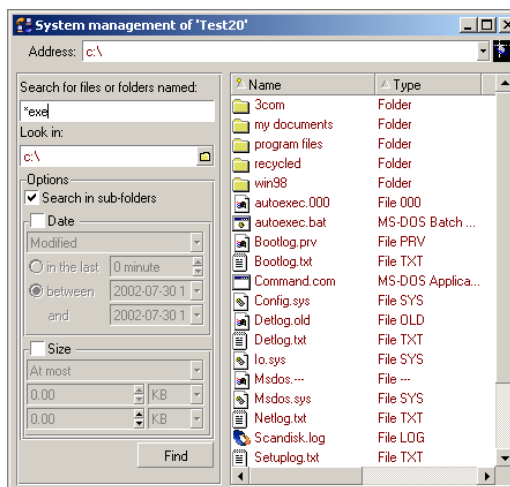 System management of 'Test20'
Address: c:\
Search for files or folders named:
*exe
Look in:
c:\
Options
Search in sub-folders
Date
Modified
in the last 0 minute
between 2002-07-30 1
and 2002-07-30 1
Size
At most
0.00 KB
0.00 KB
Find
Name Type
3com Folder
my documents Folder
program files Folder
recycled Folder
win98 Folder
autoexec.000 File 000
autoexec.bat MS-DOS Batch ...
Bootlog.prv File PRV
Bootlog.txt File TXT
Command.com MS-DOS Applica...
Config.sys File SYS
Detlog.old File OLD
Detlog.txt File TXT
Io.sys File SYS
Msdos.--- File ---
Msdos.sys File SYS
Netlog.txt File TXT
Scandisk.log File LOG
Setuplog.txt File TXT